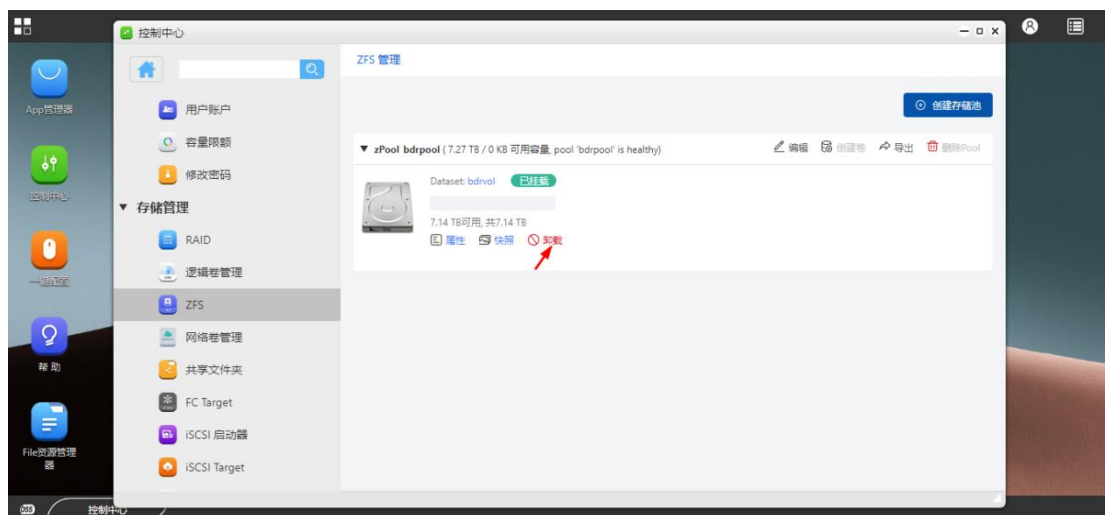 控制中心
App管理器
控制中心
一键配置
帮 助
File资源管理
器
用户账户
容量限额
修改密码
▼ 存储管理
RAID
逻辑卷管理
ZFS
网络卷管理
共享文件夹
FC Target
iSCSI 启动器
iSCSI Target
ZFS 管理
创建存储池
▼ zPool bdrpool ( 7.27 TB / 0 KB 可用容量, pool 'bdrpool' is healthy)
编辑 创建卷 导出 删除Pool
Dataset: bdrvol 已挂载
7.14 TB可用, 共7.14 TB
属性 快照 卸载
控制中心